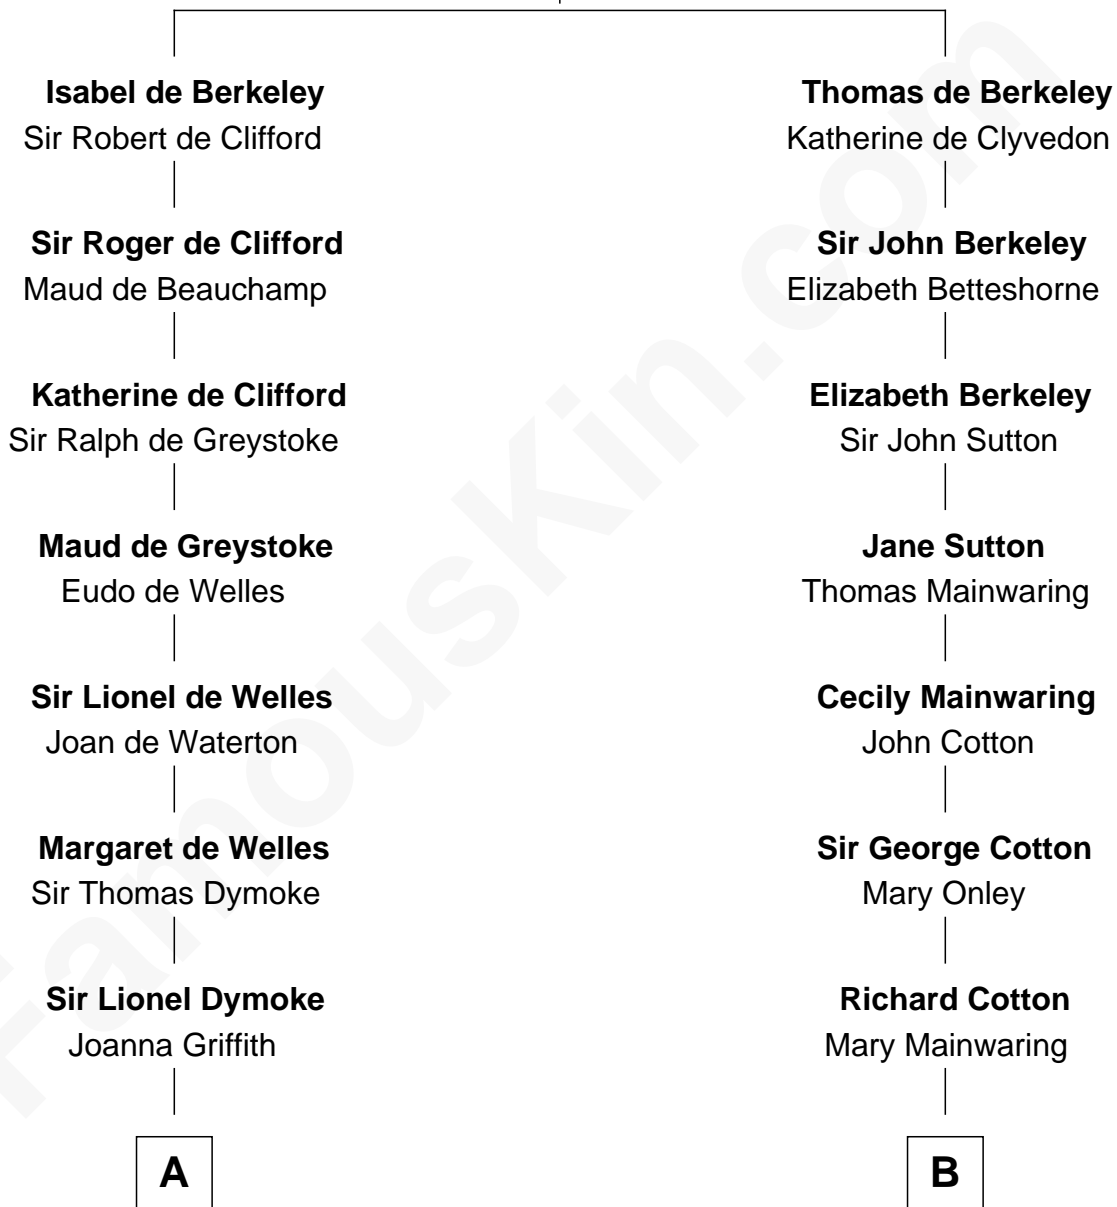 Isabel de Berkeley
Sir Robert de Clifford
Sir Roger de Clifford
Maud de Beauchamp
Katherine de Clifford
Sir Ralph de Greystoke
Maud de Greystoke
Eudo de Welles
Sir Lionel de Welles
Joan de Waterton
Margaret de Welles
Sir Thomas Dymoke
Sir Lionel Dymoke
Joanna Griffith
A
Thomas de Berkeley
Katherine de Clyvedon
Sir John Berkeley
Elizabeth Betteshorne
Elizabeth Berkeley
Sir John Sutton
Jane Sutton
Thomas Mainwaring
Cecily Mainwaring
John Cotton
Sir George Cotton
Mary Onley
Richard Cotton
Mary Mainwaring
B
FamousKin.com